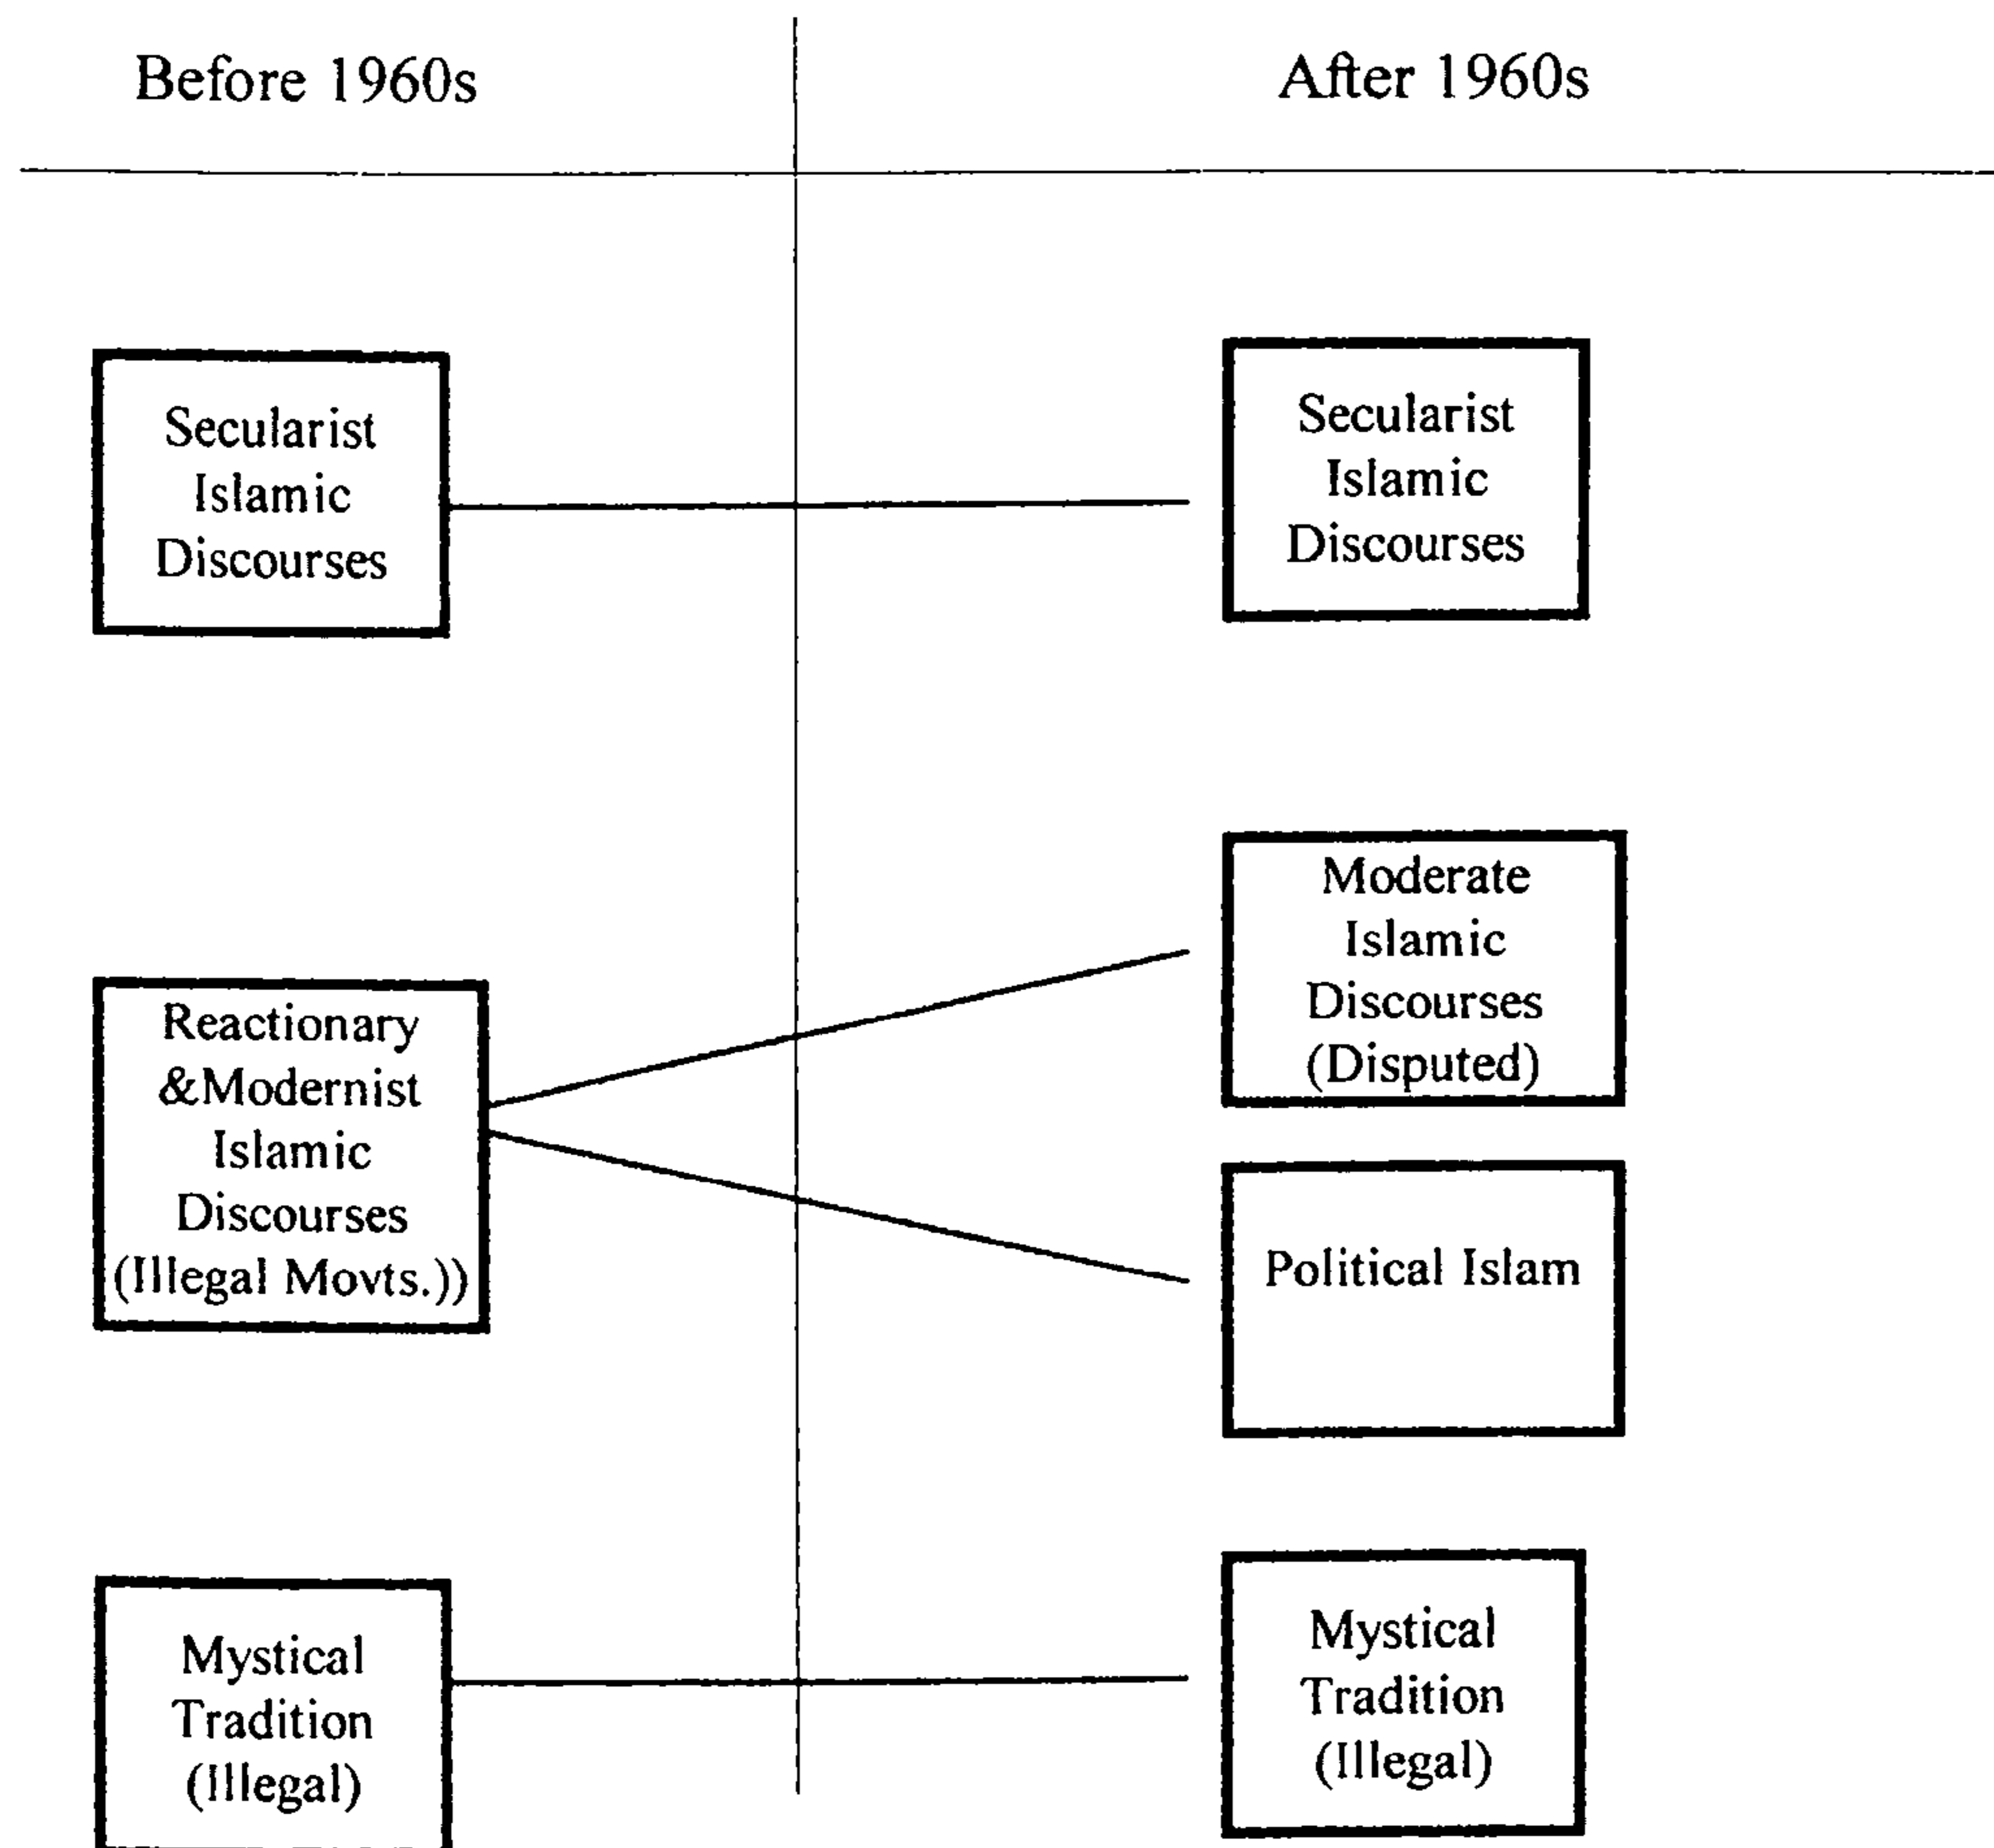 Before 1960s
After 1960s
Secularist
Islamic
Discourses
Secularist
Islamic
Discourses
Reactionary
&Modernist
Islamic
Discourses
(Illegal Movts.))
Moderate
Islamic
Discourses
(Disputed)
Political Islam
Mystical
Tradition
(Illegal)
Mystical
Tradition
(Illegal)